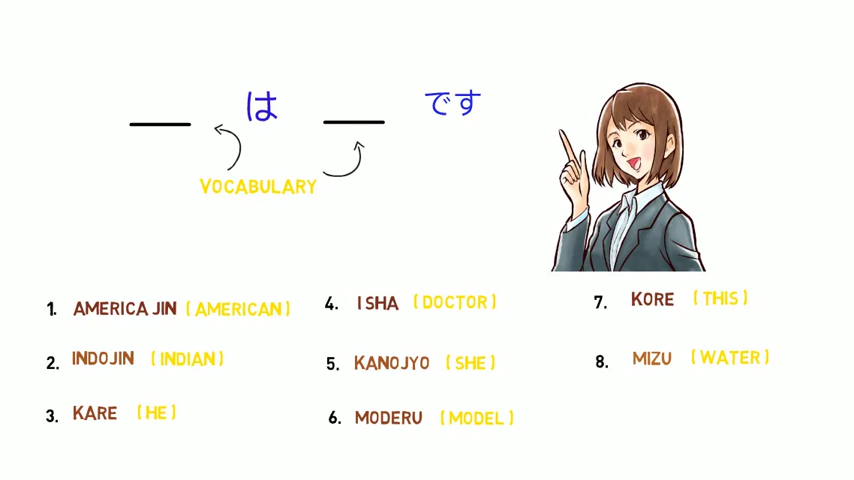 は です
VOCABULARY
1. AMERICA JIN (AMERICAN)
2. INDOJIN (INDIAN)
3. KARE (HE)
4. ISHA (DOCTOR)
5. KANOJYO (SHE)
6. MODERU (MODEL)
7. KORE (THIS)
8. MIZU (WATER)